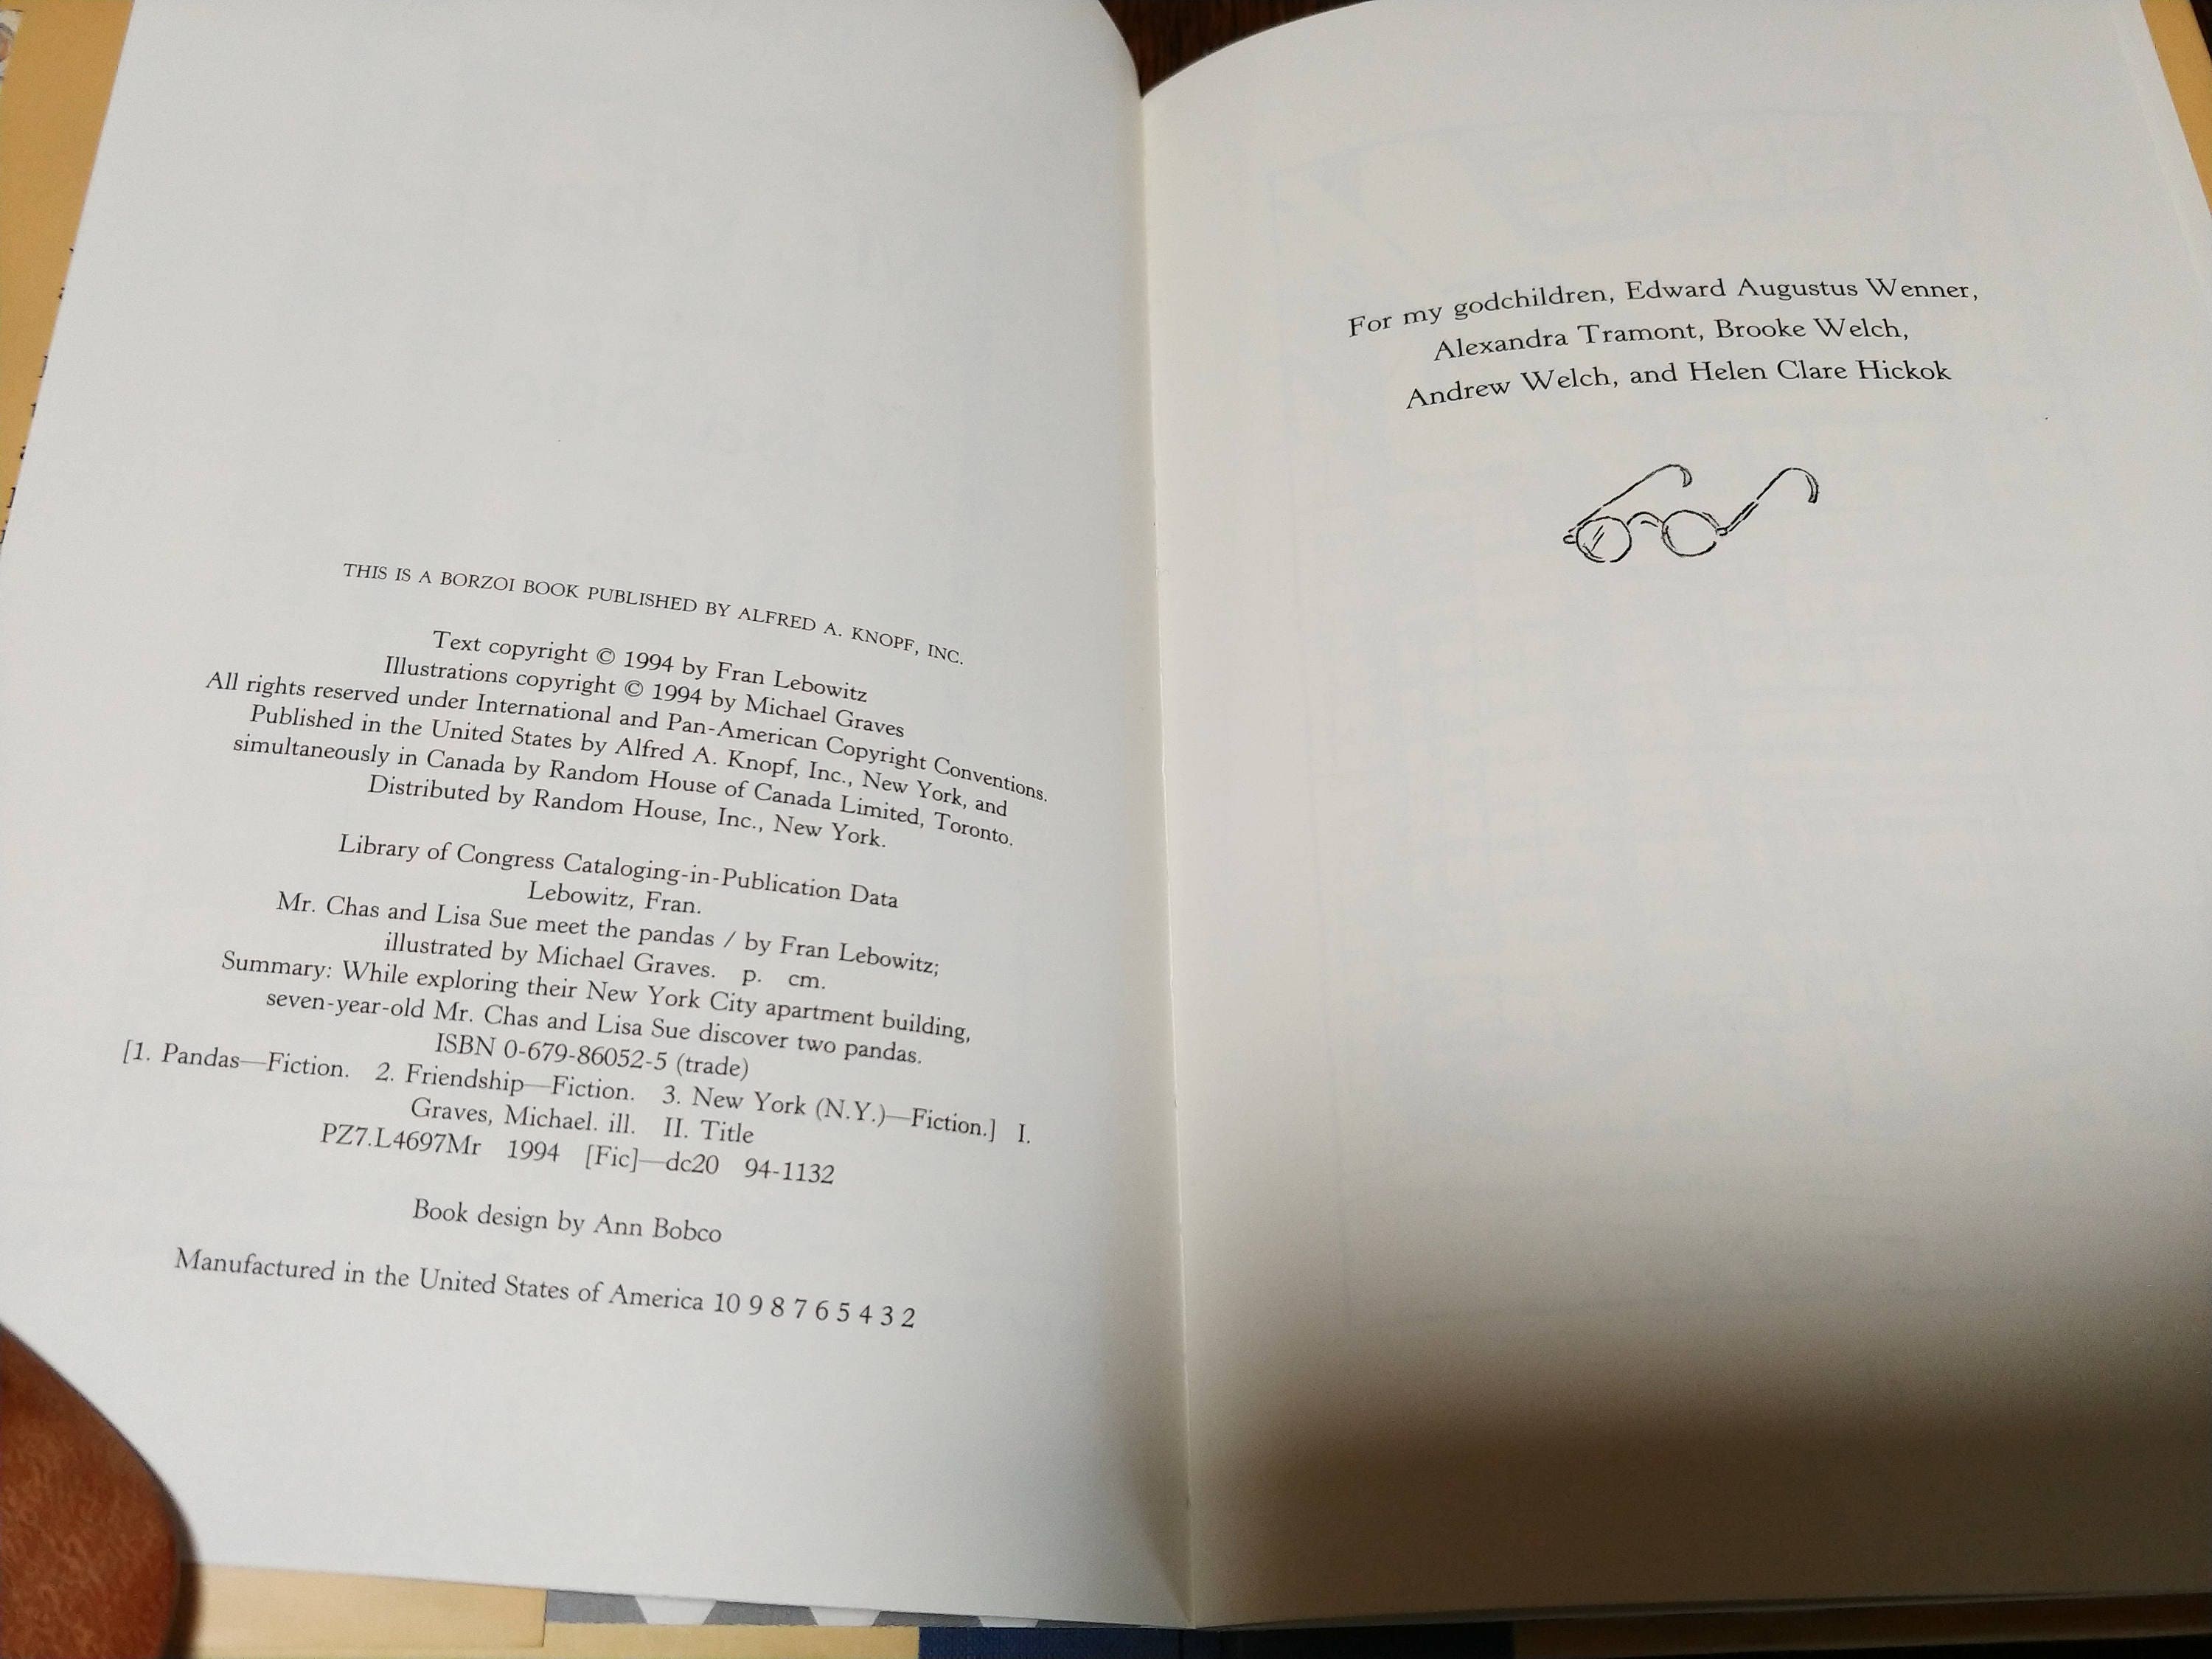 THIS IS A BORZOI BOOK PUBLISHED BY ALFRED A. KNOPF, INC.
Text copyright © 1994 by Fran Lebowitz
Illustrations copyright © 1994 by Michael Graves
All rights reserved under International and Pan-American Copyright Conventions.
Published in the United States by Alfred A. Knopf, Inc., New York, and
simultaneously in Canada by Random House of Canada Limited, Toronto.
Distributed by Random House, Inc., New York.
Library of Congress Cataloging-in-Publication Data
Lebowitz, Fran.
Mr. Chas and Lisa Sue meet the pandas / by Fran Lebowitz;
illustrated by Michael Graves. p. cm.
Summary: While exploring their New York City apartment building,
seven-year-old Mr. Chas and Lisa Sue discover two pandas.
ISBN 0-679-86052-5 (trade)
[1. Pandas—Fiction. 2. Friendship—Fiction. 3. New York (N.Y.)—Fiction.] I.
Graves, Michael. ill. II. Title
PZ7.L4697Mr 1994 [Fic]—dc20 94-1132
Book design by Ann Bobco
Manufactured in the United States of America 10 9 8 7 6 5 4 3 2
For my godchildren, Edward Augustus Wenner,
Alexandra Tramont, Brooke Welch,
Andrew Welch, and Helen Clare Hickok